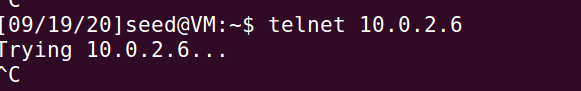 ^C
[09/19/20]seed@VM:~$ telnet 10.0.2.6
Trying 10.0.2.6...
^C